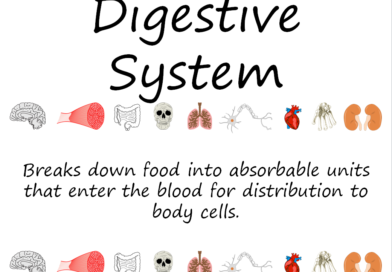 Digestive
System
Breaks down food into absorbable units
that enter the blood for distribution to
body cells.